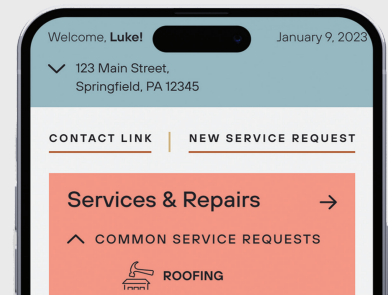 Welcome, Luke!
January 9, 2023
123 Main Street,
Springfield, PA 12345
CONTACT LINK
NEW SERVICE REQUEST
Services & Repairs
COMMON SERVICE REQUESTS
ROOFING